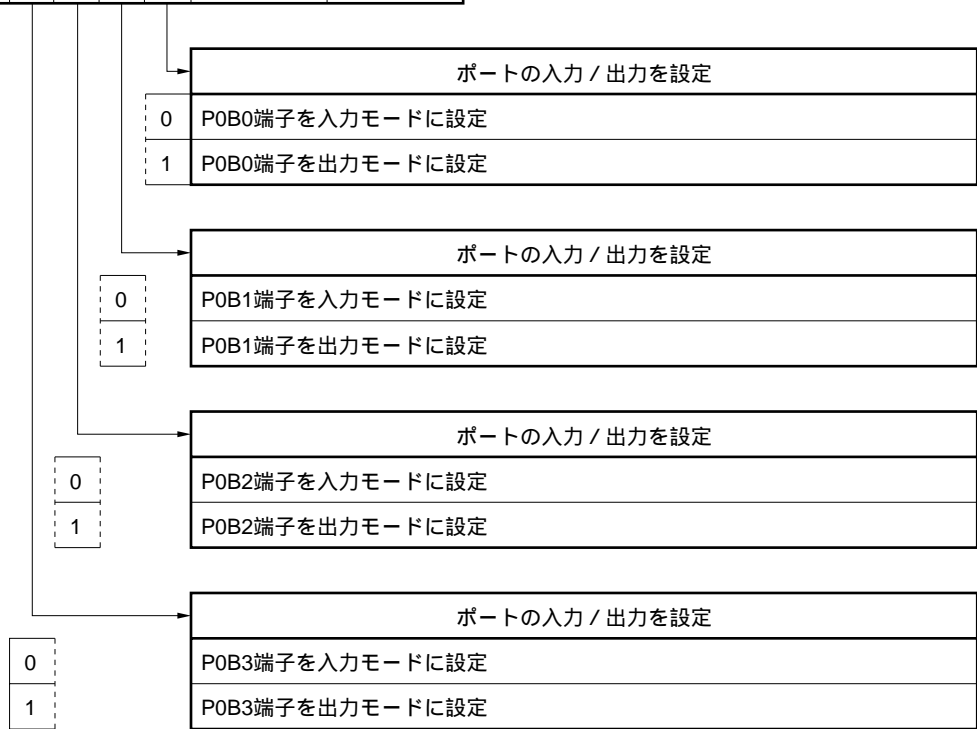 ポートの入力 / 出力を設定
0 P0B0端子を入力モードに設定
1 P0B0端子を出力モードに設定
ポートの入力 / 出力を設定
0 P0B1端子を入力モードに設定
1 P0B1端子を出力モードに設定
ポートの入力 / 出力を設定
0 P0B2端子を入力モードに設定
1 P0B2端子を出力モードに設定
ポートの入力 / 出力を設定
0 P0B3端子を入力モードに設定
1 P0B3端子を出力モードに設定